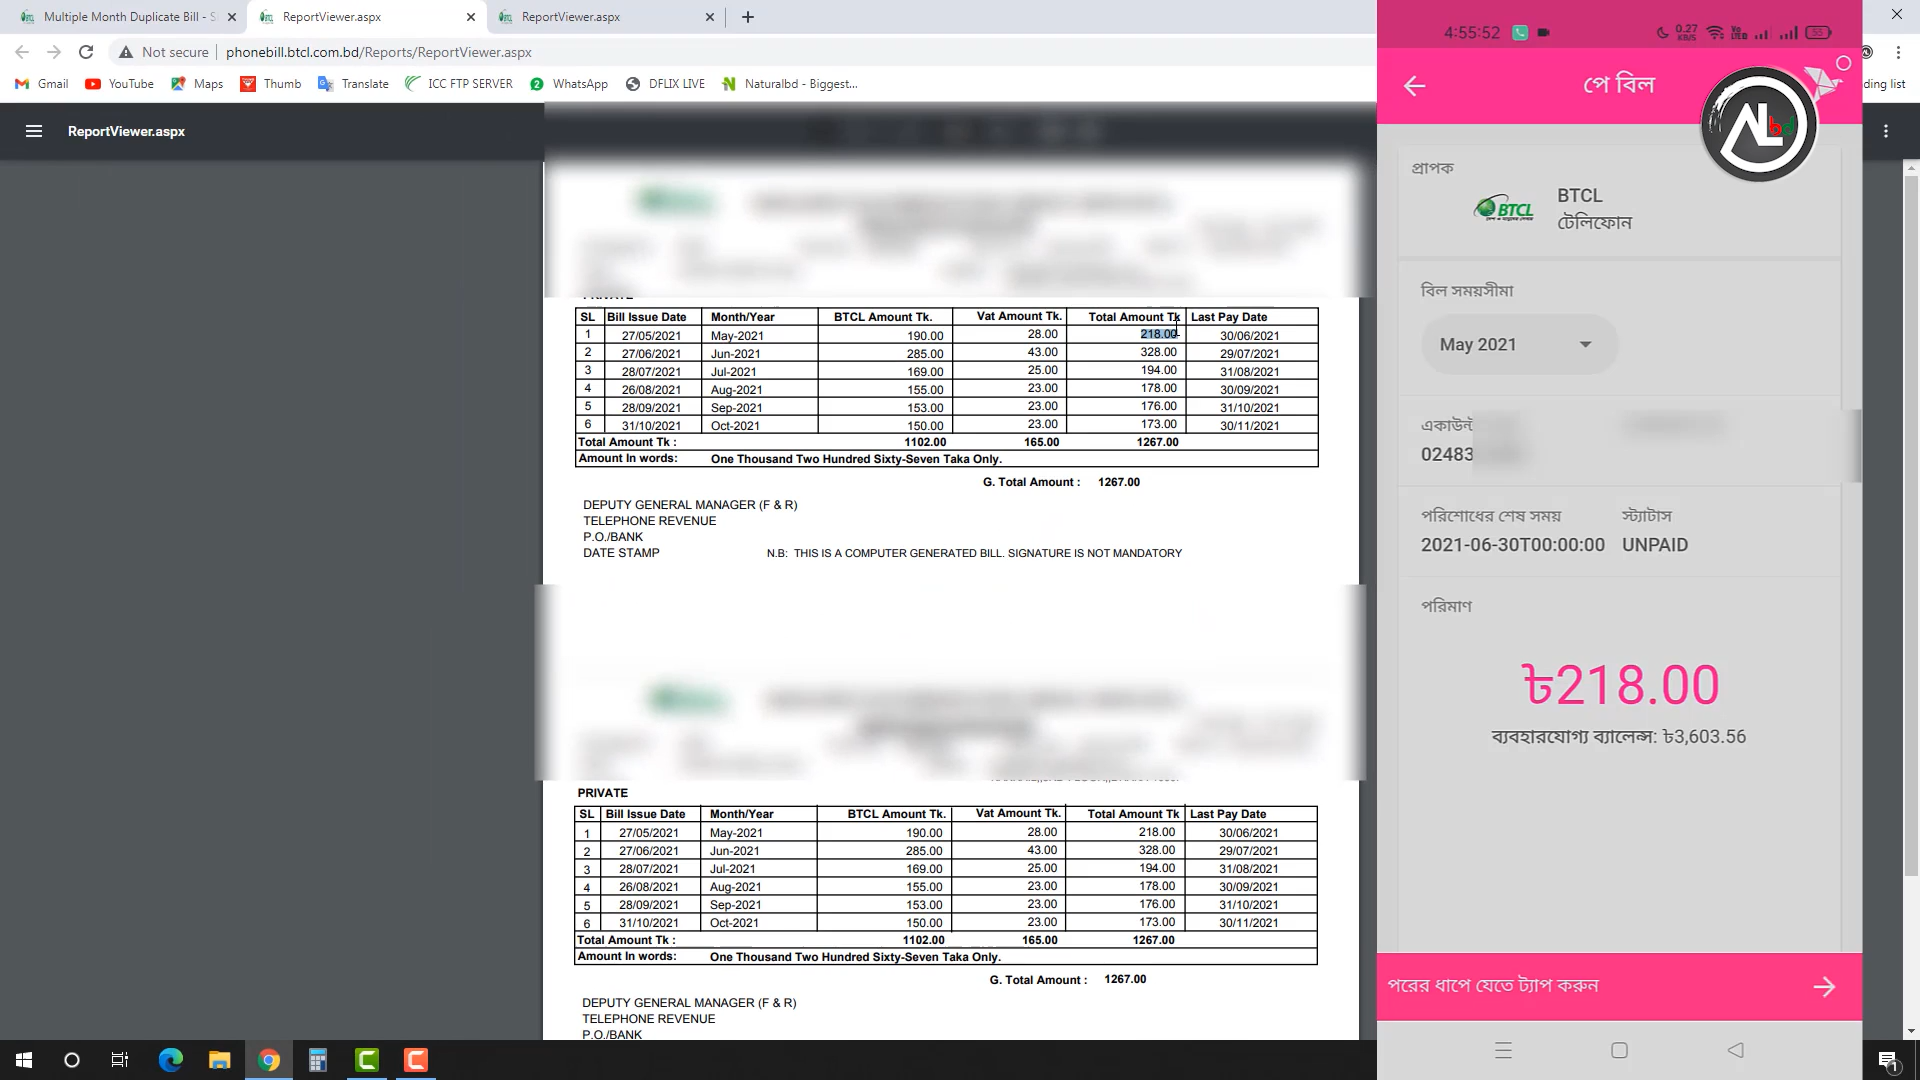 Multiple Month Duplicate Bill - S
ReportViewer.aspx
ReportViewer.aspx
Not secure
phonebill.btcl.com.bd/Reports/ReportViewer.aspx
Gmail YouTube Maps Thumb Translate ICC FTP SERVER WhatsApp DFLIX LIVE Naturalbd - Biggest...
ding list
ReportViewer.aspx
SL Bill Issue Date Month/Year BTCL Amount Tk. Vat Amount Tk. Total Amount Tk Last Pay Date
1 27/05/2021 May-2021 190.00 28.00 218.00 30/06/2021
2 27/06/2021 Jun-2021 285.00 43.00 328.00 29/07/2021
3 28/07/2021 Jul-2021 169.00 25.00 194.00 31/08/2021
4 26/08/2021 Aug-2021 155.00 23.00 178.00 30/09/2021
5 28/09/2021 Sep-2021 153.00 23.00 176.00 31/10/2021
6 31/10/2021 Oct-2021 150.00 23.00 173.00 30/11/2021
Total Amount Tk : 1102.00 165.00 1267.00
Amount In words: One Thousand Two Hundred Sixty-Seven Taka Only.
G. Total Amount : 1267.00
DEPUTY GENERAL MANAGER (F & R)
TELEPHONE REVENUE
P.O./BANK
DATE STAMP N.B: THIS IS A COMPUTER GENERATED BILL. SIGNATURE IS NOT MANDATORY
PRIVATE
SL Bill Issue Date Month/Year BTCL Amount Tk. Vat Amount Tk. Total Amount Tk Last Pay Date
1 27/05/2021 May-2021 190.00 28.00 218.00 30/06/2021
2 27/06/2021 Jun-2021 285.00 43.00 328.00 29/07/2021
3 28/07/2021 Jul-2021 169.00 25.00 194.00 31/08/2021
4 26/08/2021 Aug-2021 155.00 23.00 178.00 30/09/2021
5 28/09/2021 Sep-2021 153.00 23.00 176.00 31/10/2021
6 31/10/2021 Oct-2021 150.00 23.00 173.00 30/11/2021
Total Amount Tk : 1102.00 165.00 1267.00
Amount In words: One Thousand Two Hundred Sixty-Seven Taka Only.
G. Total Amount : 1267.00
DEPUTY GENERAL MANAGER (F & R)
TELEPHONE REVENUE
P.O./BANK
4:55:52 0.27 KB/S 55
পে বিল
ALbd
প্রাপক
BTCL
BTCL
টেলিফোন
বিল সময়সীমা
May 2021
একাউন্ট
02483
পরিশোধের শেষ সময় স্ট্যাটাস
2021-06-30T00:00:00 UNPAID
পরিমাণ
৳218.00
ব্যবহারযোগ্য ব্যালেন্স: ৳3,603.56
পরের ধাপে যেতে ট্যাপ করুন
1